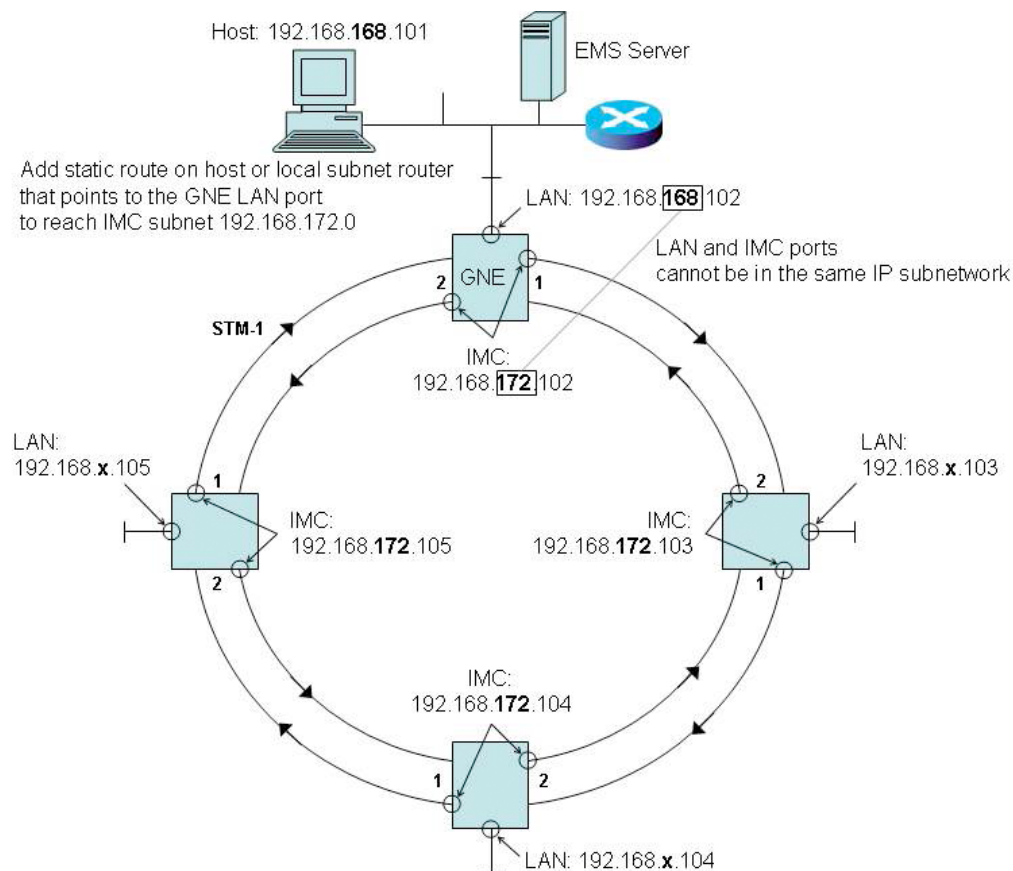 Host: 192.168.168.101
EMS Server
Add static route on host or local subnet router
that points to the GNE LAN port
to reach IMC subnet 192.168.172.0
LAN: 192.168.168.102
LAN and IMC ports
cannot be in the same IP subnetwork
GNE
2
1
STM-1
IMC:
192.168.172.102
LAN:
192.168.x.105
LAN:
192.168.x.103
1
2
IMC:
192.168.172.105
IMC:
192.168.172.103
2
1
IMC:
192.168.172.104
1
2
LAN: 192.168.x.104